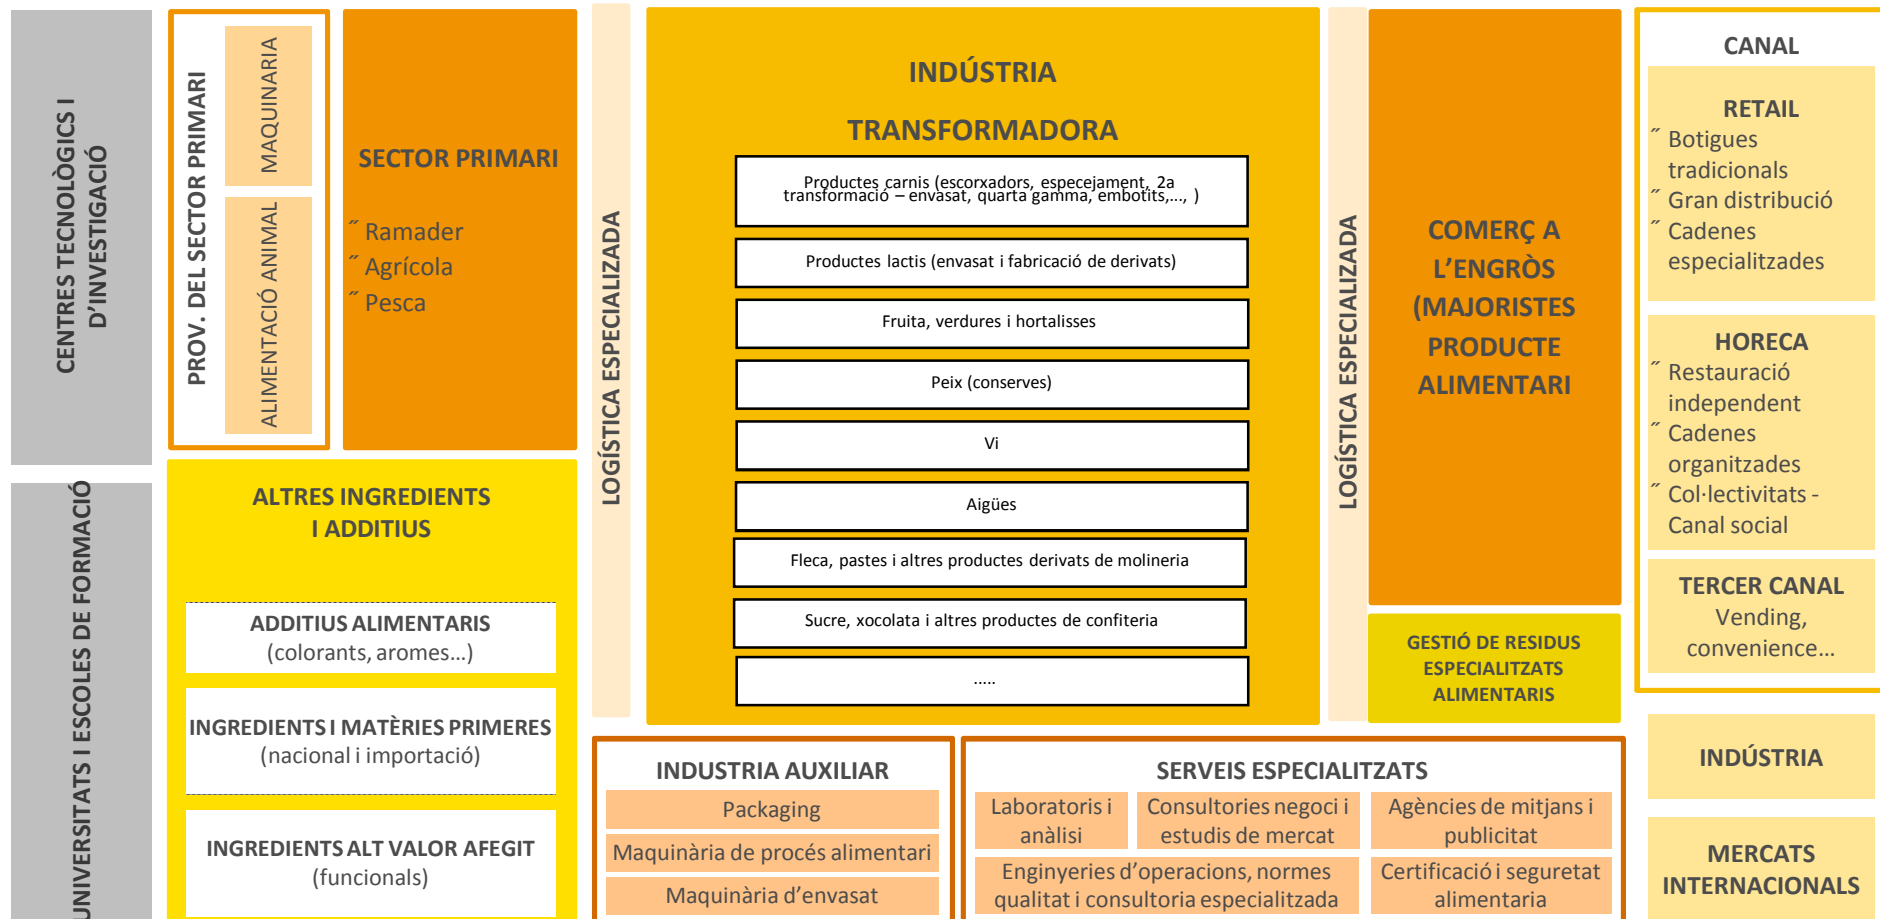 CENTRES TECNOLÒGICS I
D’INVESTIGACIÓ
UNIVERSITATS I ESCOLES DE FORMACIÓ
PROV. DEL SECTOR PRIMARI
MAQUINARIA
ALIMENTACIÓ ANIMAL
SECTOR PRIMARI
˝ Ramader
˝ Agrícola
˝ Pesca
ALTRES INGREDIENTS
I ADDITIUS
ADDITIUS ALIMENTARIS
(colorants, aromes...)
INGREDIENTS I MATÈRIES PRIMERES
(nacional i importació)
INGREDIENTS ALT VALOR AFEGIT
(funcionals)
LOGÍSTICA ESPECIALIZADA
INDÚSTRIA
TRANSFORMADORA
Productes carnis (escorxadors, especejament, 2a
transformació – envasat, quarta gamma, embotits,..., )
Productes lactis (envasat i fabricació de derivats)
Fruita, verdures i hortalisses
Peix (conserves)
Vi
Aigües
Fleca, pastes i altres productes derivats de molineria
Sucre, xocolata i altres productes de confiteria
.....
INDUSTRIA AUXILIAR
Packaging
Maquinària de procés alimentari
Maquinària d’envasat
LOGÍSTICA ESPECIALIZADA
COMERÇ A
L’ENGRÒS
(MAJORISTES
PRODUCTE
ALIMENTARI
GESTIÓ DE RESIDUS
ESPECIALITZATS
ALIMENTARIS
SERVEIS ESPECIALITZATS
Laboratoris i
anàlisi
Consultories negoci i
estudis de mercat
Agències de mitjans i
publicitat
Enginyeries d’operacions, normes
qualitat i consultoria especialitzada
Certificació i seguretat
alimentaria
CANAL
RETAIL
˝ Botigues
tradicionals
˝ Gran distribució
˝ Cadenes
especialitzades
HORECA
˝ Restauració
independent
˝ Cadenes
organitzades
˝ Col·lectivitats -
Canal social
TERCER CANAL
Vending,
convenience...
INDÚSTRIA
MERCATS
INTERNACIONALS